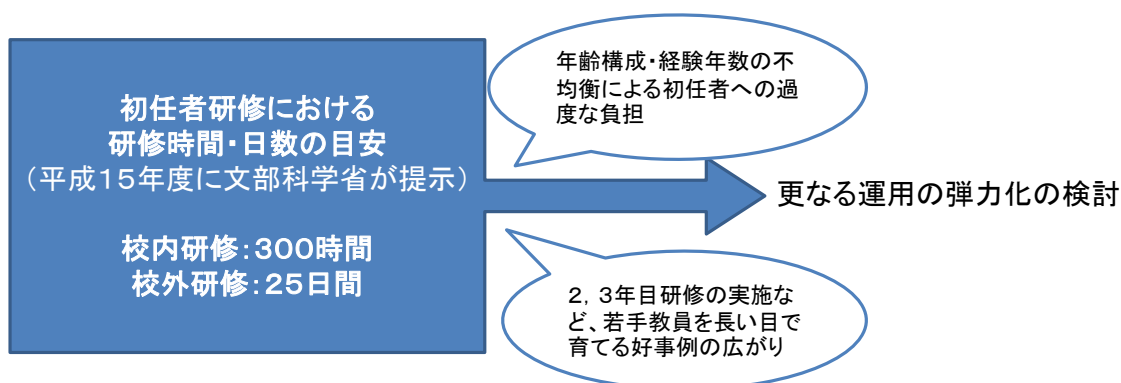 初任者研修における
研修時間・日数の目安
（平成１５年度に文部科学省が提示）
校内研修：３００時間
校外研修：２５日間
年齢構成・経験年数の不
均衡による初任者への過
度な負担
更なる運用の弾力化の検討
２，３年目研修の実施な
ど、若手教員を長い目で
育てる好事例の広がり